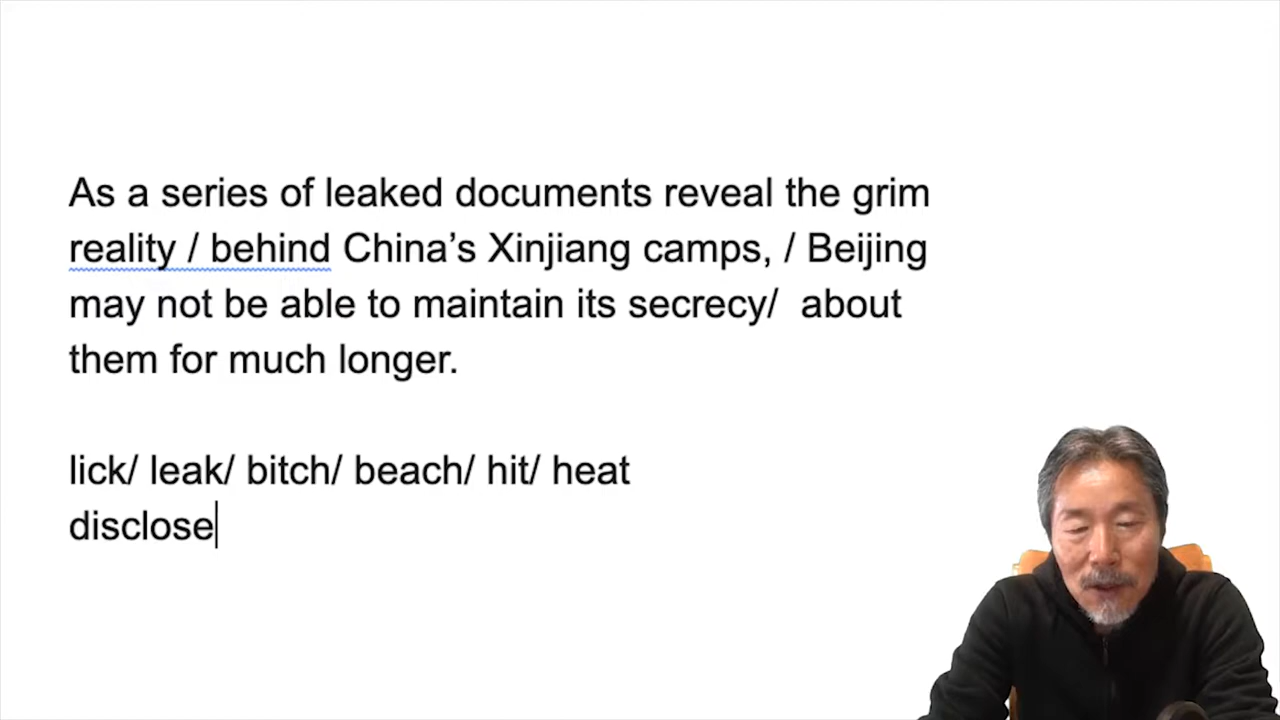 As a series of leaked documents reveal the grim
reality / behind China’s Xinjiang camps, / Beijing
may not be able to maintain its secrecy/  about
them for much longer.
lick/ leak/ bitch/ beach/ hit/ heat
disclose